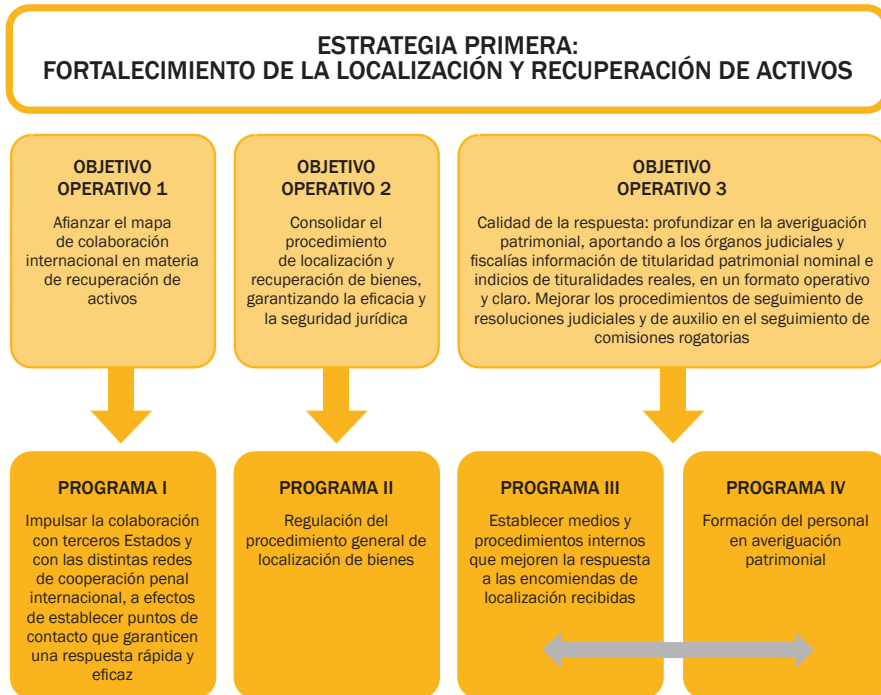 ESTRATEGIA PRIMERA:
FORTALECIMIENTO DE LA LOCALIZACIÓN Y RECUPERACIÓN DE ACTIVOS
OBJETIVO
OPERATIVO 1
Afianzar el mapa
de colaboración
internacional en materia
de recuperación de
activos
OBJETIVO
OPERATIVO 2
Consolidar el
procedimiento
de localización y
recuperación de bienes,
garantizando la eficacia y
la seguridad jurídica
OBJETIVO
OPERATIVO 3
Calidad de la respuesta: profundizar en la averiguación
patrimonial, aportando a los órganos judiciales y
fiscalías información de titularidad patrimonial nominal e
indicios de tituralidades reales, en un formato operativo
y claro. Mejorar los procedimientos de seguimiento de
resoluciones judiciales y de auxilio en el seguimiento de
comisiones rogatorias
PROGRAMA I
Impulsar la colaboración
con terceros Estados y
con las distintas redes
de cooperación penal
internacional, a efectos
de establecer puntos de
contacto que garanticen
una respuesta rápida y
eficaz
PROGRAMA II
Regulación del
procedimiento general de
localización de bienes
PROGRAMA III
Establecer medios y
procedimientos internos
que mejoren la respuesta
a las encomiendas de
localización recibidas
PROGRAMA IV
Formación del personal
en averiguación
patrimonial